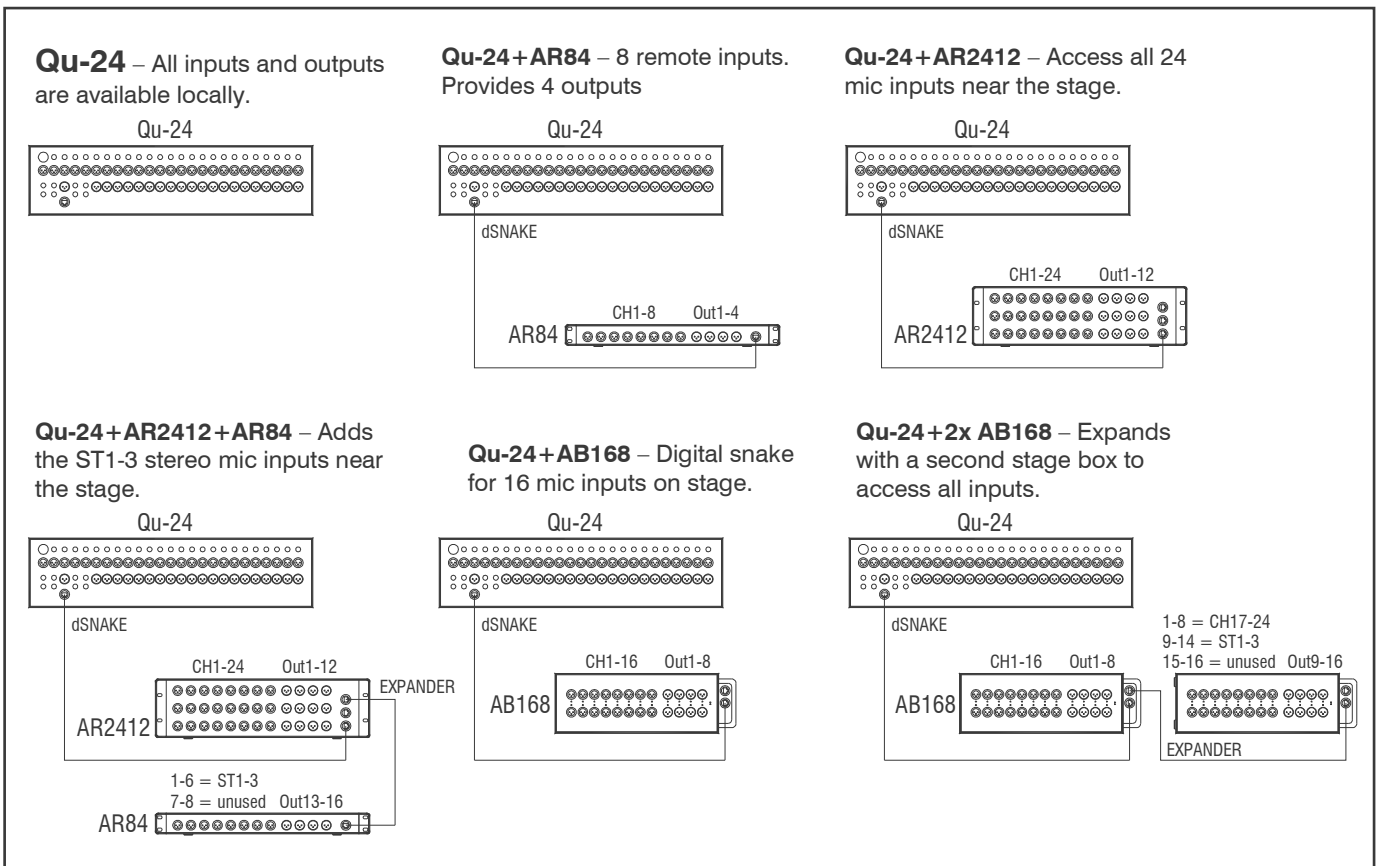 Qu-24 – All inputs and outputs
are available locally.
Qu-24
Qu-24+AR84 – 8 remote inputs.
Provides 4 outputs
Qu-24
dSNAKE
CH1-8 Out1-4
AR84
Qu-24+AR2412 – Access all 24
mic inputs near the stage.
Qu-24
dSNAKE
CH1-24 Out1-12
AR2412
Qu-24+AR2412+AR84 – Adds
the ST1-3 stereo mic inputs near
the stage.
Qu-24
dSNAKE
CH1-24 Out1-12
EXPANDER
AR2412
1-6 = ST1-3
7-8 = unused Out13-16
AR84
Qu-24+AB168 – Digital snake
for 16 mic inputs on stage.
Qu-24
dSNAKE
CH1-16 Out1-8
AB168
Qu-24+2x AB168 – Expands
with a second stage box to
access all inputs.
Qu-24
dSNAKE
CH1-16 Out1-8
AB168
1-8 = CH17-24
9-14 = ST1-3
15-16 = unused Out9-16
EXPANDER